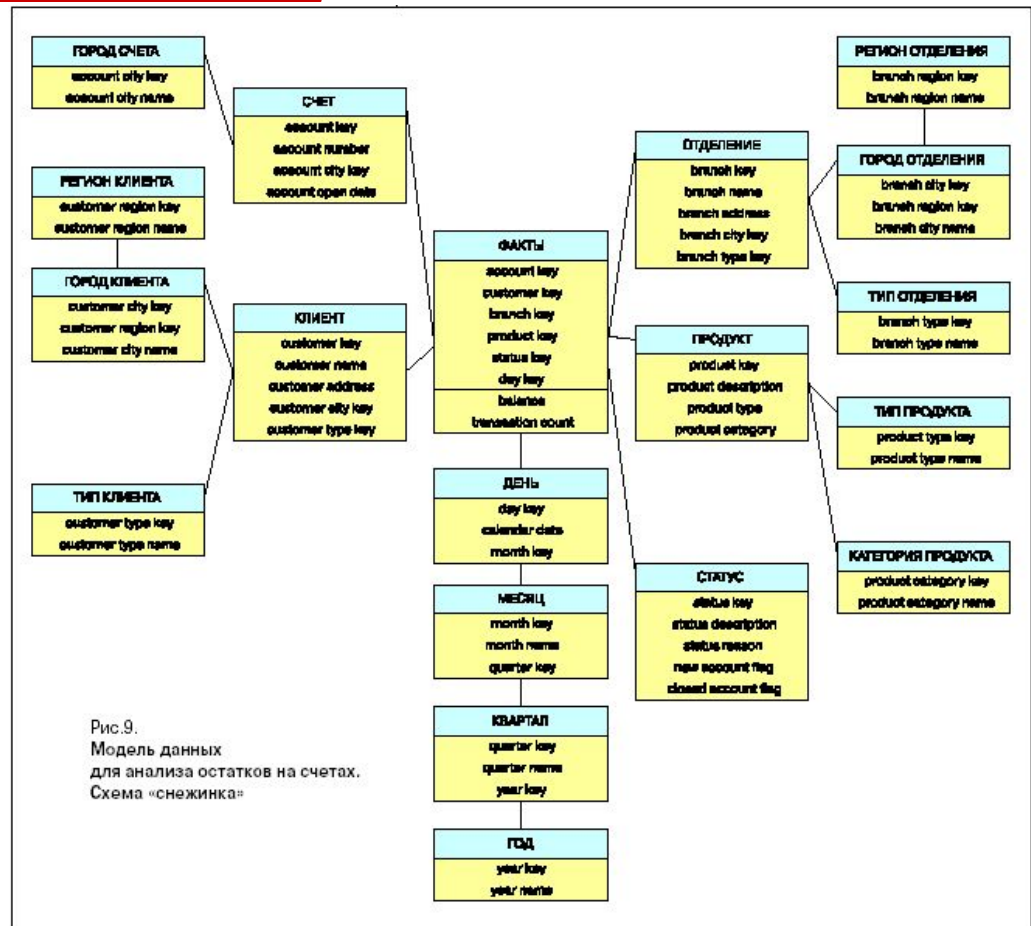 ГОРОД СЧЕТА
account city key
account city name
СЧЕТ
account key
account number
account city key
account open date
РЕГИОН КЛИЕНТА
customer region key
customer region name
ГОРОД КЛИЕНТА
customer city key
customer region key
customer city name
КЛИЕНТ
customer key
customer name
customer address
customer city key
customer type key
ТИП КЛИЕНТА
customer type key
customer type name
ФАКТЫ
account key
customer key
branch key
product key
status key
day key
balance
transaction count
ДЕНЬ
day key
calendar date
month key
МЕСЯЦ
month key
month name
quarter key
КВАРТАЛ
quarter key
quarter name
year key
ГОД
year key
year name
ОТДЕЛЕНИЕ
branch key
branch name
branch address
branch city key
branch type key
РЕГИОН ОТДЕЛЕНИЯ
branch region key
branch region name
ГОРОД ОТДЕЛЕНИЯ
branch city key
branch region key
branch city name
ТИП ОТДЕЛЕНИЯ
branch type key
branch type name
ПРОДУКТ
product key
product description
product type
product category
ТИП ПРОДУКТА
product type key
product type name
КАТЕГОРИЯ ПРОДУКТА
product category key
product category name
СТАТУС
status key
status description
status reason
new account flag
closed account flag
Рис.9.
Модель данных
для анализа остатков на счетах.
Схема «снежинка»